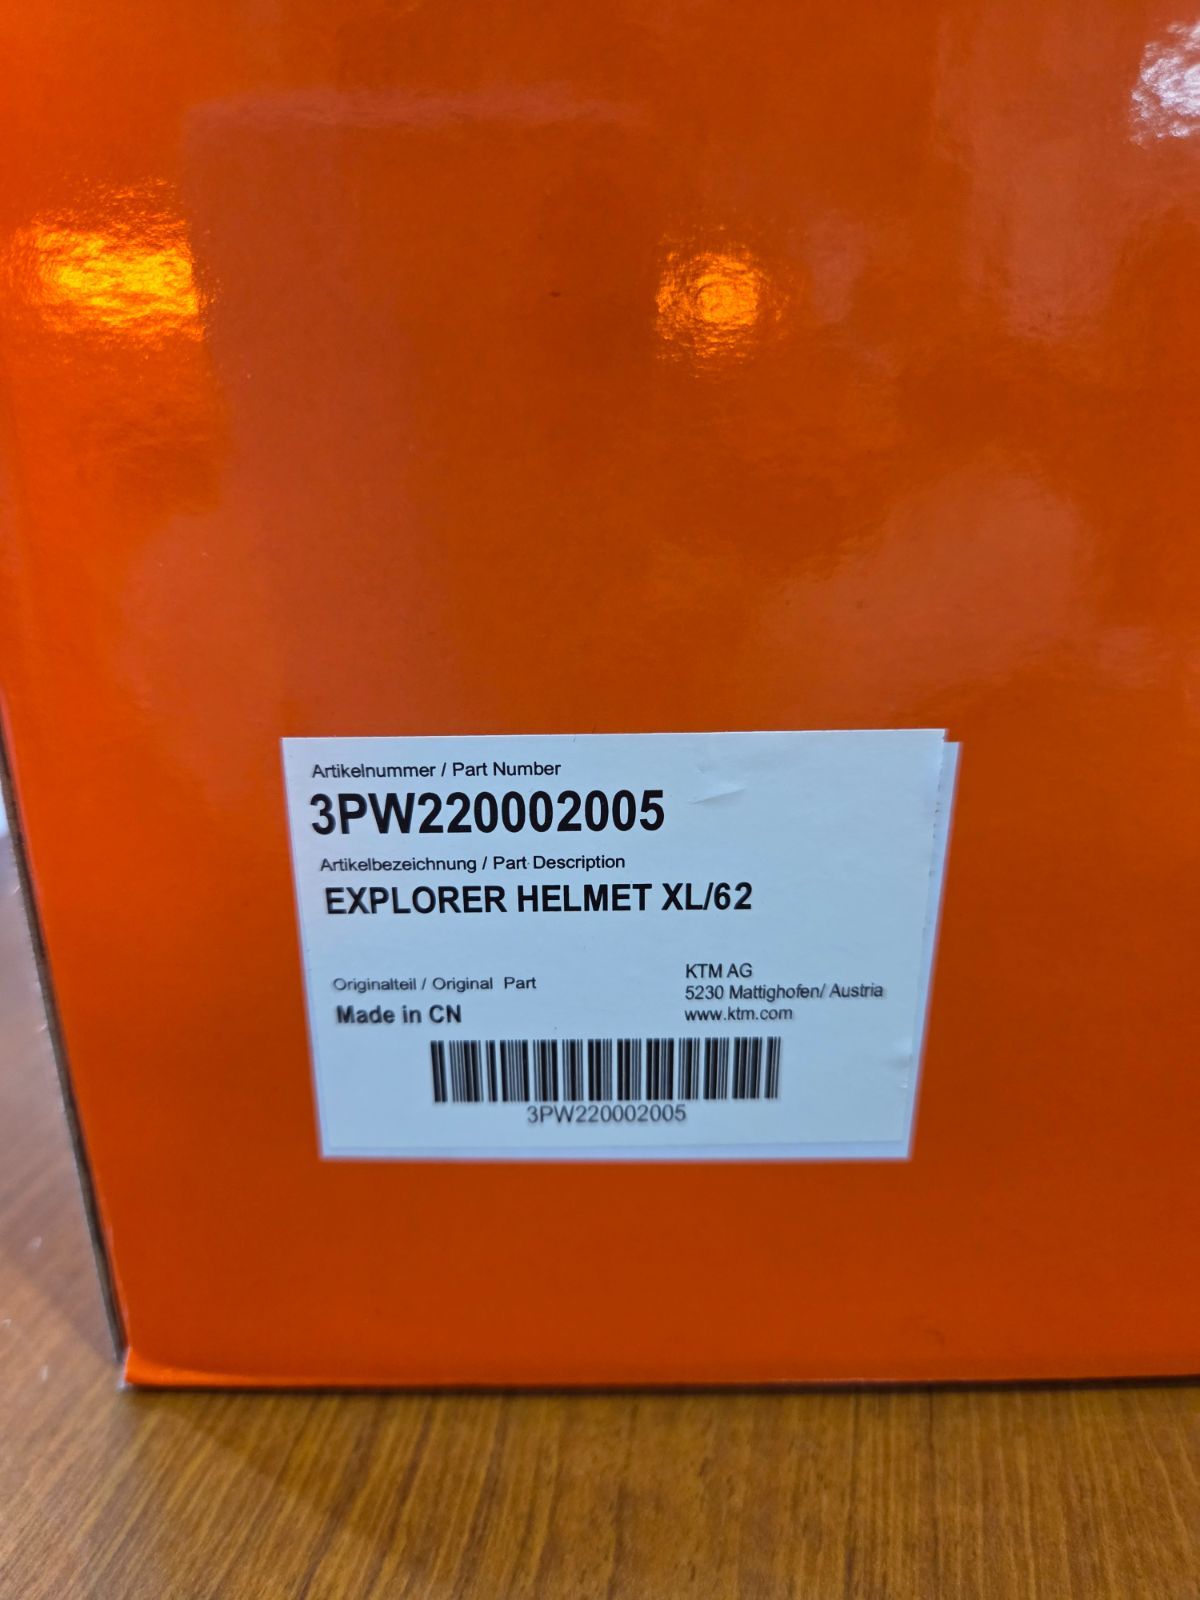 Artikelnummer / Part Number
3PW220002005
Artikelbezeichnung / Part Description
EXPLORER HELMET XL/62
Originalteil / Original Part
Made in CN
KTM AG
5230 Mattighofen/ Austria
www.ktm.com
3PW220002005